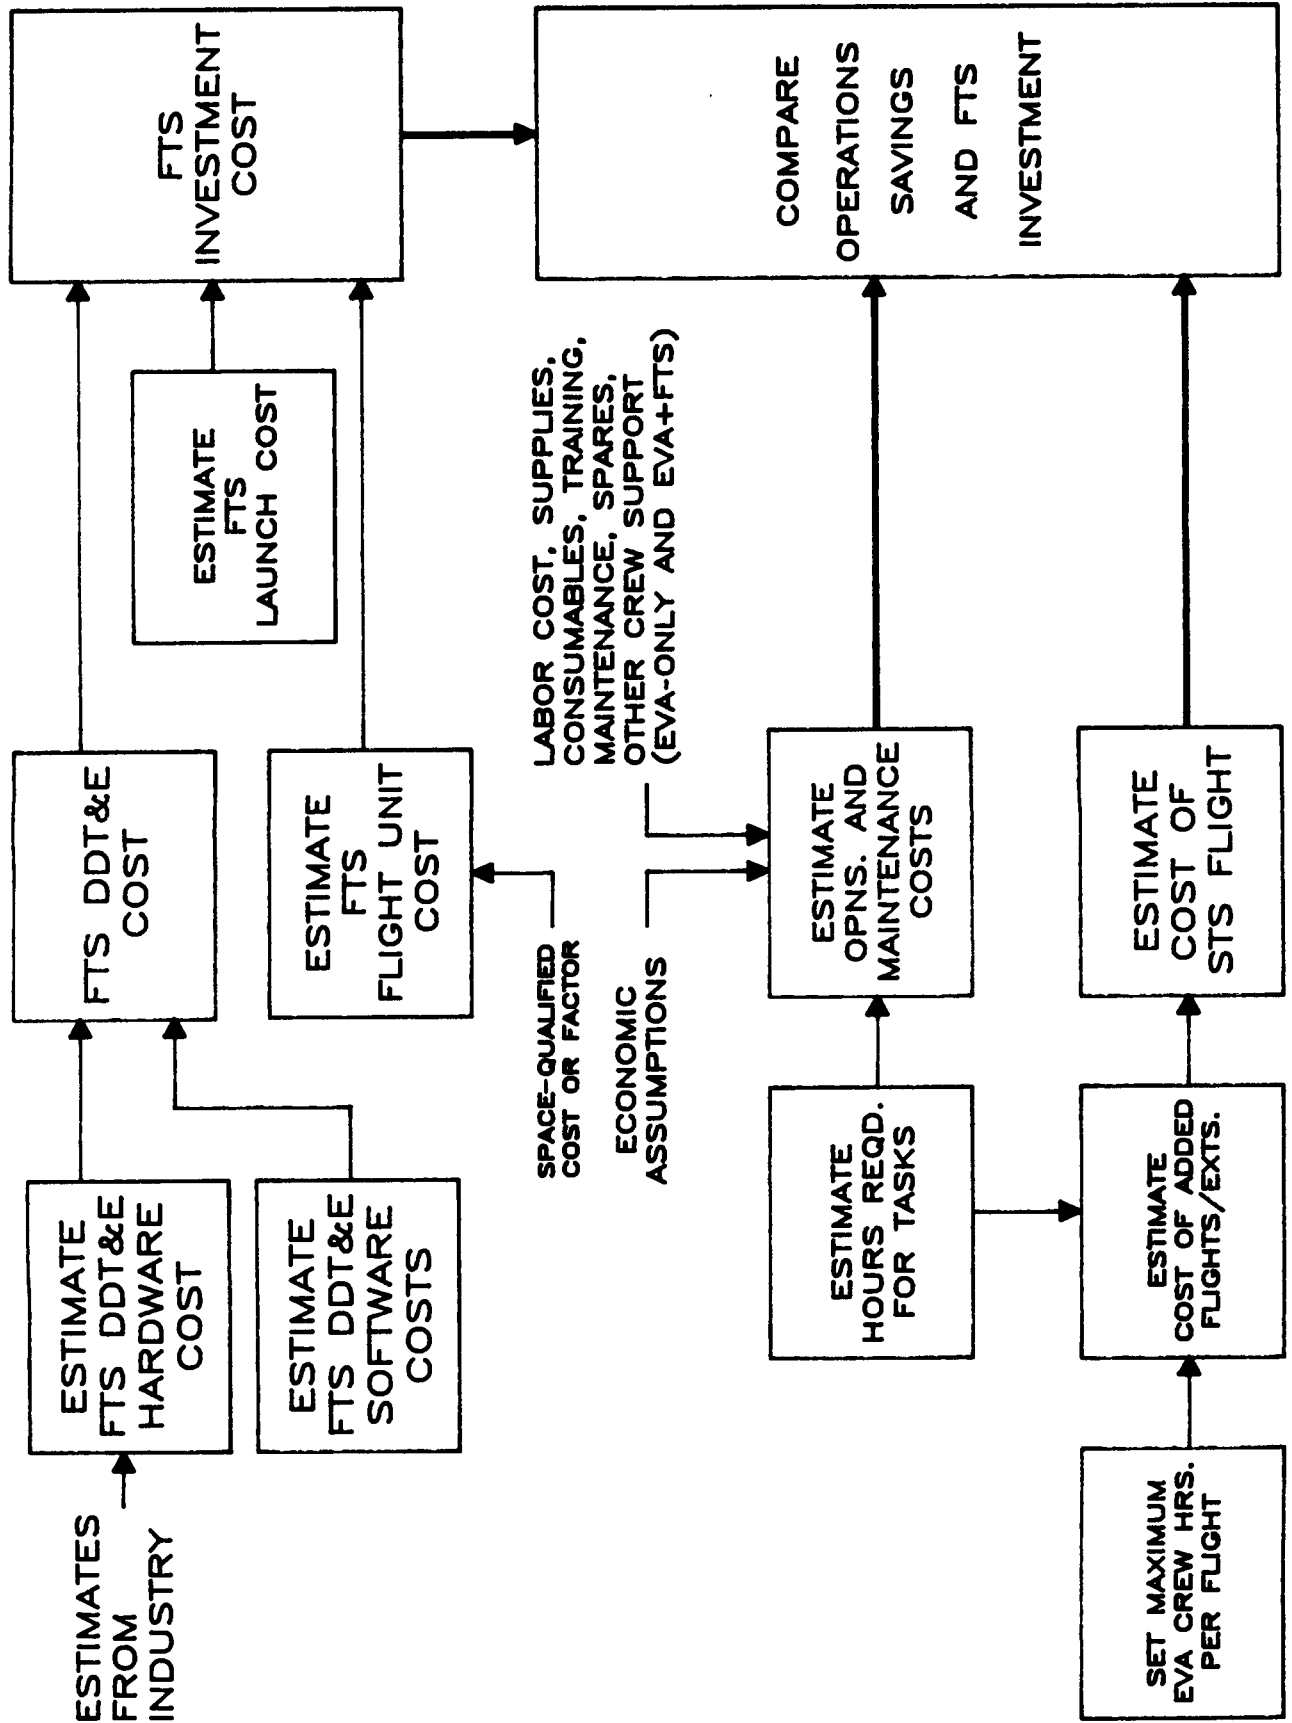 ESTIMATES
FROM
INDUSTRY
ESTIMATE
FTS DDT&E
HARDWARE
COST
ESTIMATE
FTS DDT&E
SOFTWARE
COSTS
FTS DDT&E
COST
ESTIMATE
FTS
FLIGHT UNIT
COST
ESTIMATE
FTS
LAUNCH COST
FTS
INVESTMENT
COST
SPACE-QUALIFIED
COST OR FACTOR
ECONOMIC
ASSUMPTIONS
LABOR COST, SUPPLIES,
CONSUMABLES, TRAINING,
MAINTENANCE, SPARES,
OTHER CREW SUPPORT
(EVA-ONLY AND EVA+FTS)
ESTIMATE
HOURS REQD.
FOR TASKS
ESTIMATE
OPNS. AND
MAINTENANCE
COSTS
SET MAXIMUM
EVA CREW HRS.
PER FLIGHT
ESTIMATE
COST OF ADDED
FLIGHTS/EXTS.
ESTIMATE
COST OF
STS FLIGHT
COMPARE
OPERATIONS
SAVINGS
AND FTS
INVESTMENT